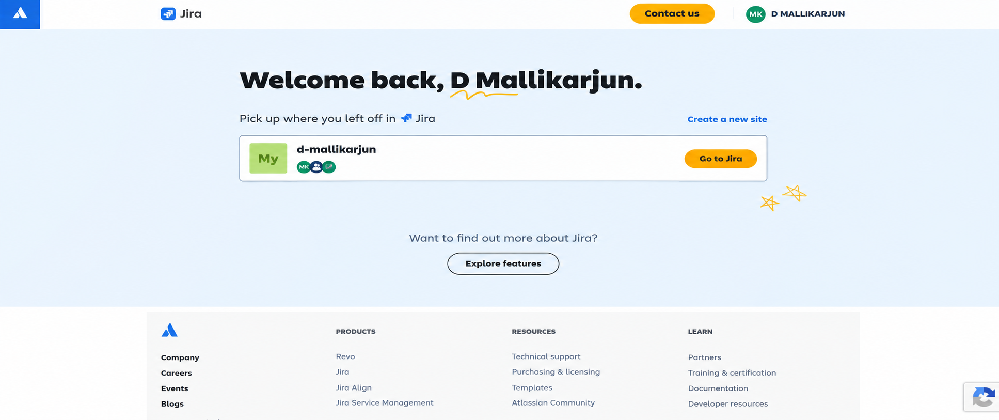 Jira
Contact us
MK D MALLIKARJUN
Welcome back, D Mallikarjun.
Pick up where you left off in Jira
Create a new site
My
d-mallikarjun
MK
Go to Jira
Want to find out more about Jira?
Explore features
Company
Careers
Events
Blogs
PRODUCTS
Revo
Jira
Jira Align
Jira Service Management
RESOURCES
Technical support
Purchasing & licensing
Templates
Atlassian Community
LEARN
Partners
Training & certification
Documentation
Developer resources